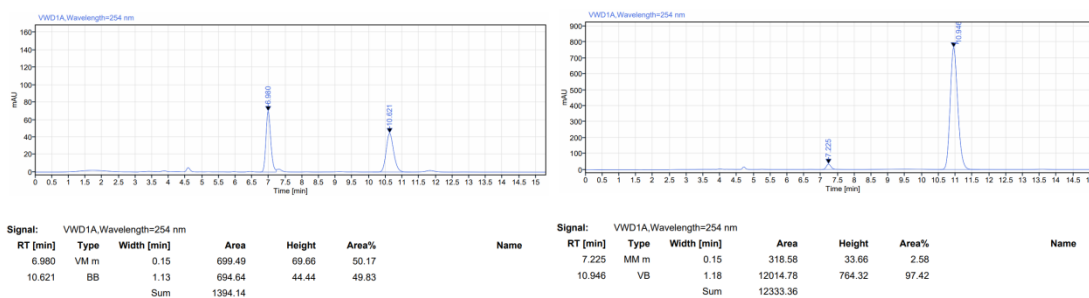 VWD1A,Wavelength=254 nm
160
140
120
100
80
60
40
20
0
mAU
6.980
10.621
0 0.5 1 1.5 2 2.5 3 3.5 4 4.5 5 5.5 6 6.5 7 7.5 8 8.5 9 9.5 10 10.5 11 11.5 12 12.5 13 13.5 14 14.5 15
Time [min]
Signal: VWD1A,Wavelength=254 nm
RT [min] Type Width [min] Area Height Area% Name
6.980 VM m 0.15 699.49 69.66 50.17
10.621 BB 1.13 694.64 44.44 49.83
Sum 1394.14
VWD1A,Wavelength=254 nm
900
800
700
600
500
400
300
200
100
0
mAU
7.225
10.946
0 0.5 1 1.5 2 2.5 3 3.5 4 4.5 5 5.5 6 6.5 7 7.5 8 8.5 9 9.5 10 10.5 11 11.5 12 12.5 13 13.5 14 14.5 15
Time [min]
Signal: VWD1A,Wavelength=254 nm
RT [min] Type Width [min] Area Height Area% Name
7.225 MM m 0.15 318.58 33.66 2.58
10.946 VB 1.18 12014.78 764.32 97.42
Sum 12333.36